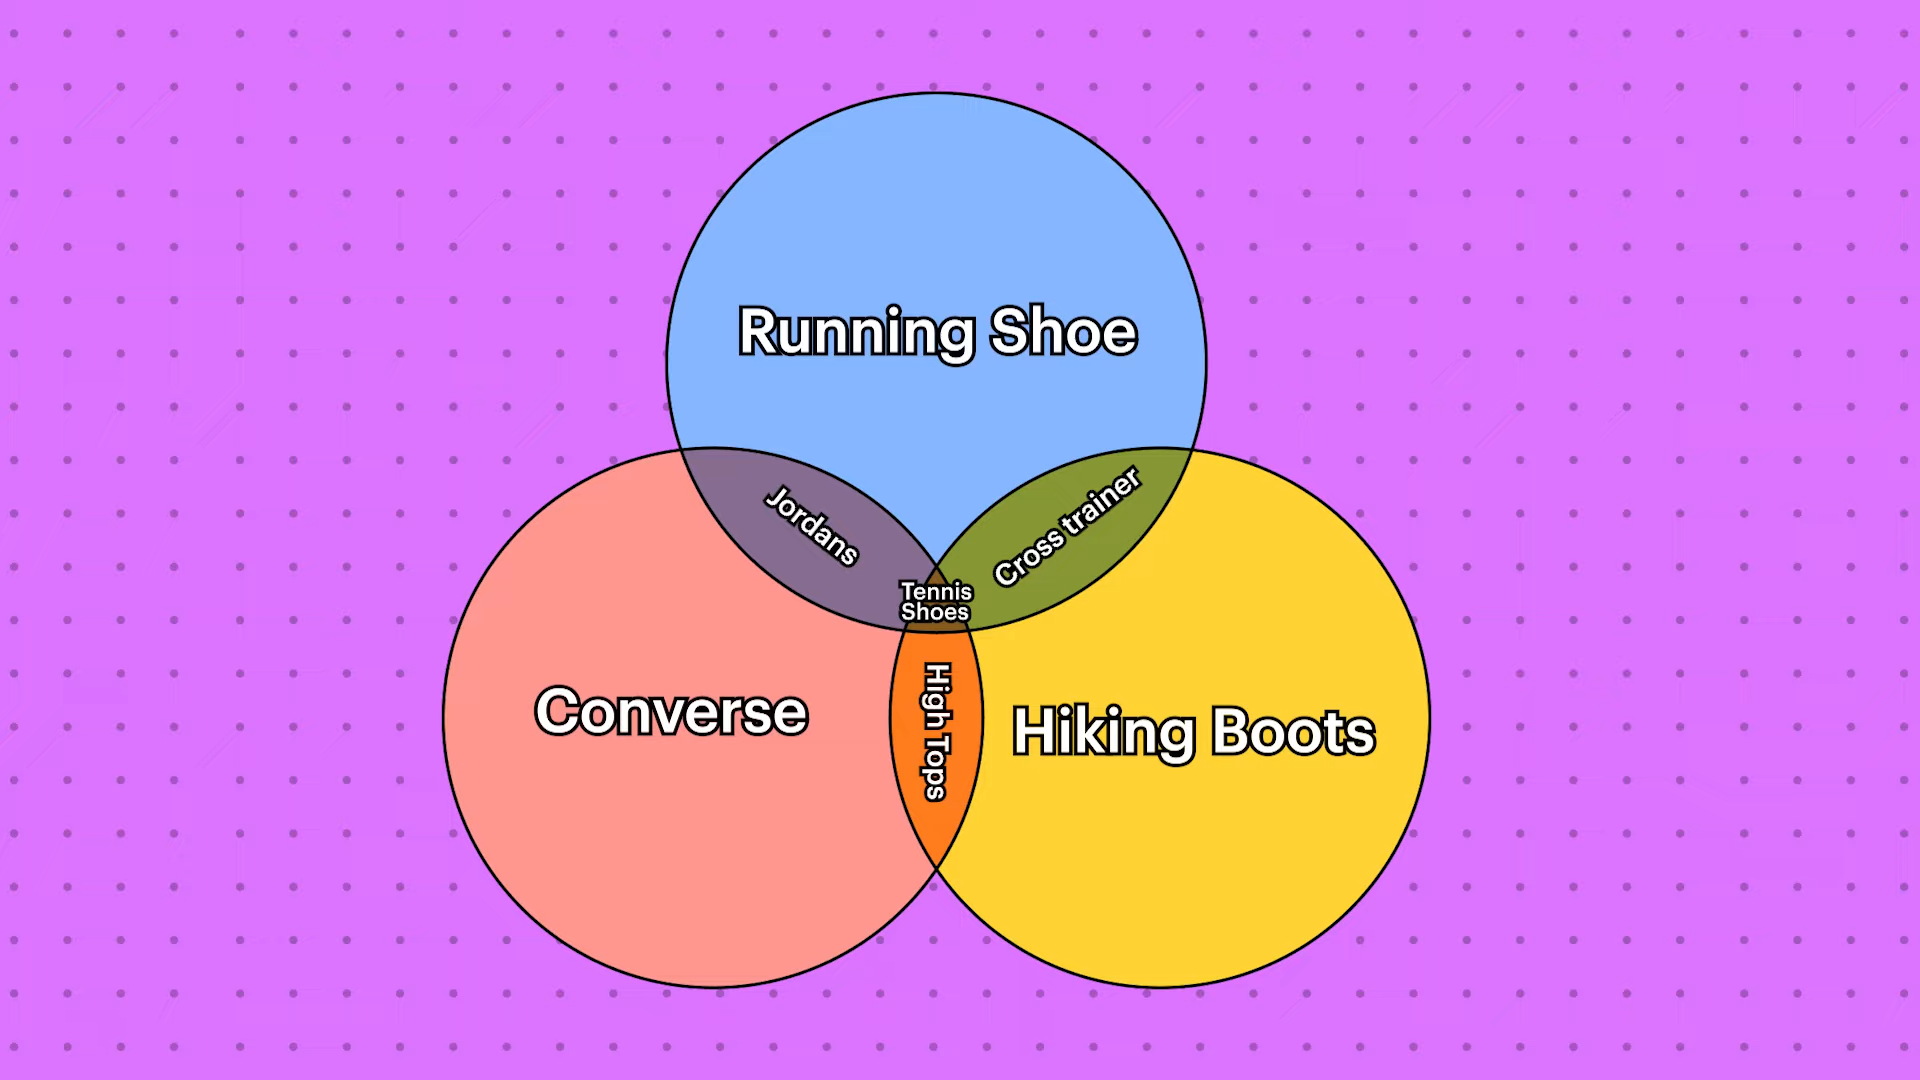 Running Shoe
Jordans
Cross trainer
Tennis
Shoes
High Tops
Converse
Hiking Boots